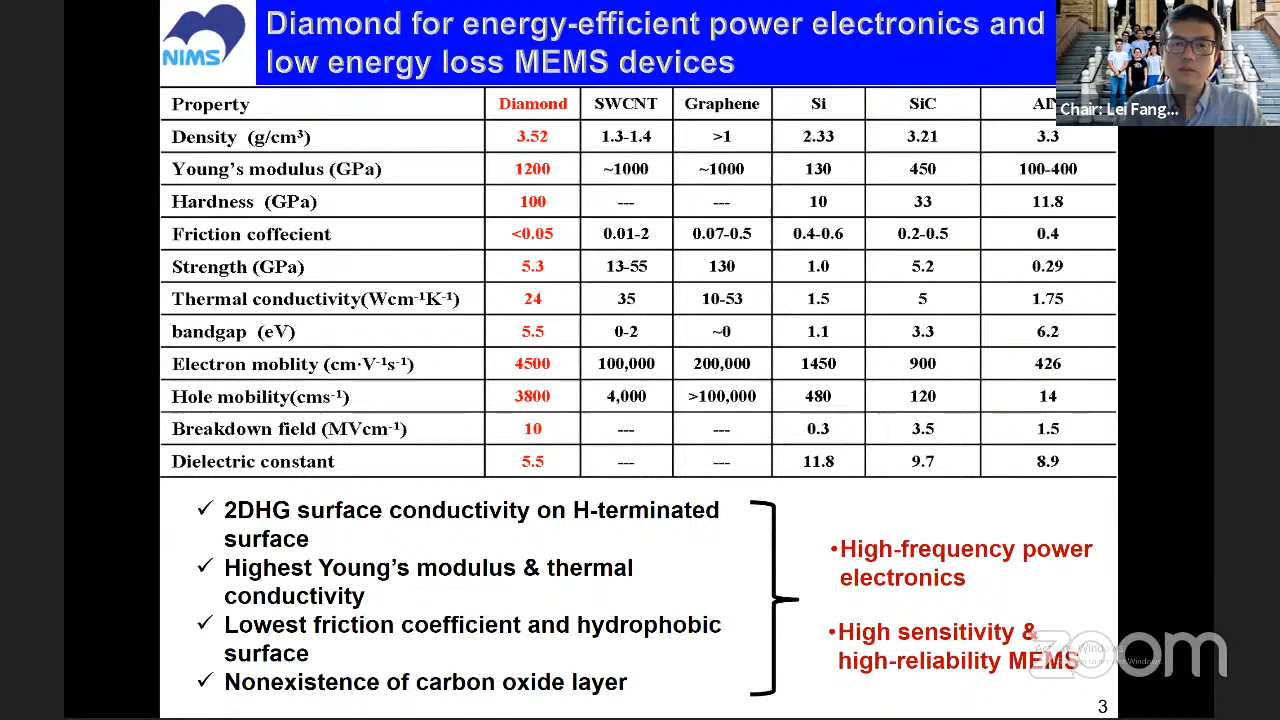 NIMS
Diamond for energy-efficient power electronics and
low energy loss MEMS devices
Chair: Lei Fang...
Property Diamond SWCNT Graphene Si SiC
Density (g/cm³) 3.52 1.3-1.4 >1 2.33 3.21 3.3
Young's modulus (GPa) 1200 ~1000 ~1000 130 450 100-400
Hardness (GPa) 100 --- --- 10 33 11.8
Friction coffecient <0.05 0.01-2 0.07-0.5 0.4-0.6 0.2-0.5 0.4
Strength (GPa) 5.3 13-55 130 1.0 5.2 0.29
Thermal conductivity(Wcm⁻¹K⁻¹) 24 35 10-53 1.5 5 1.75
bandgap (eV) 5.5 0-2 ~0 1.1 3.3 6.2
Electron moblity (cm·V⁻¹s⁻¹) 4500 100,000 200,000 1450 900 426
Hole mobility(cms⁻¹) 3800 4,000 >100,000 480 120 14
Breakdown field (MVcm⁻¹) 10 --- --- 0.3 3.5 1.5
Dielectric constant 5.5 --- --- 11.8 9.7 8.9
✓ 2DHG surface conductivity on H-terminated
surface
✓ Highest Young's modulus & thermal
conductivity
✓ Lowest friction coefficient and hydrophobic
surface
✓ Nonexistence of carbon oxide layer
•High-frequency power
electronics
•High sensitivity &
high-reliability MEMS
zoom
3